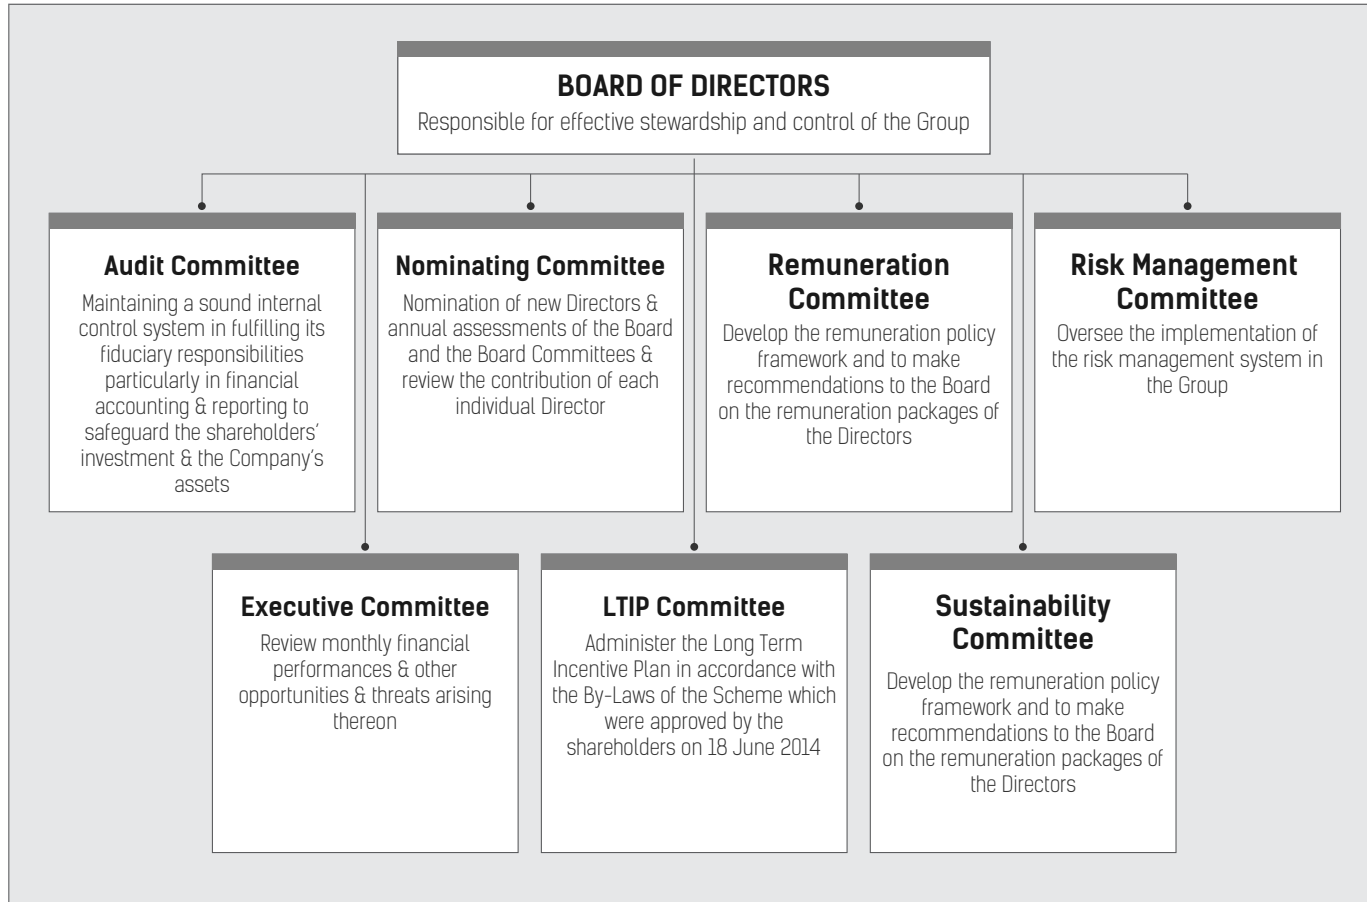 BOARD OF DIRECTORS
Responsible for effective stewardship and control of the Group
Audit Committee
Maintaining a sound internal
control system in fulfilling its
fiduciary responsibilities
particularly in financial
accounting & reporting to
safeguard the shareholders'
investment & the Company's
assets
Nominating Committee
Nomination of new Directors &
annual assessments of the Board
and the Board Committees &
review the contribution of each
individual Director
Remuneration
Committee
Develop the remuneration policy
framework and to make
recommendations to the Board
on the remuneration packages of
the Directors
Risk Management
Committee
Oversee the implementation of
the risk management system in
the Group
Executive Committee
Review monthly financial
performances & other
opportunities & threats arising
thereon
LTIP Committee
Administer the Long Term
Incentive Plan in accordance with
the By-Laws of the Scheme which
were approved by the
shareholders on 18 June 2014
Sustainability
Committee
Develop the remuneration policy
framework and to make
recommendations to the Board
on the remuneration packages of
the Directors